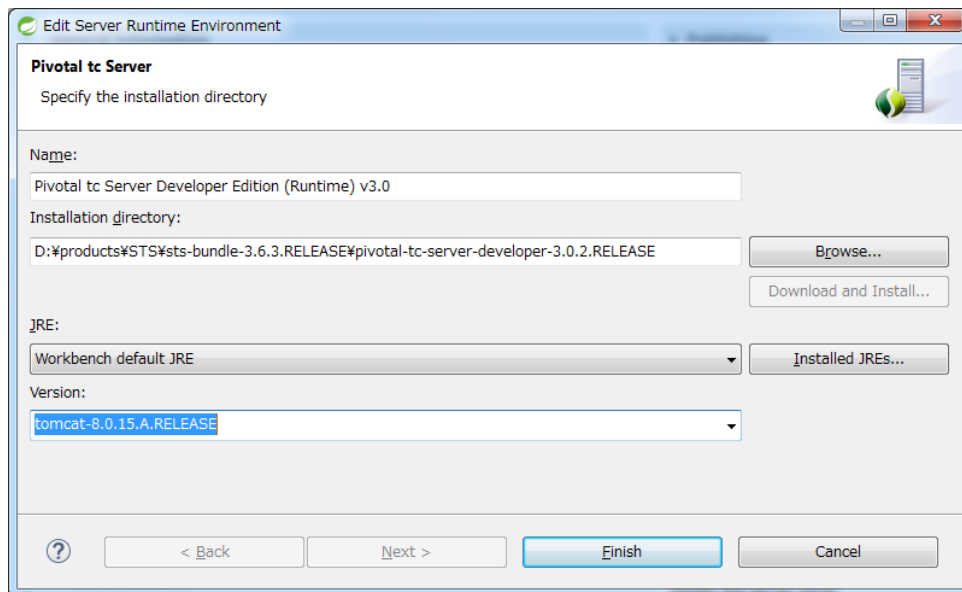 Edit Server Runtime Environment
Pivotal tc Server
Specify the installation directory
Name:
Pivotal tc Server Developer Edition (Runtime) v3.0
Installation directory:
D:¥products¥STS¥sts-bundle-3.6.3.RELEASE¥pivotal-tc-server-developer-3.0.2.RELEASE
Browse...
Download and Install...
JRE:
Workbench default JRE
Installed JREs...
Version:
tomcat-8.0.15.A.RELEASE
?
< Back
Next >
Finish
Cancel